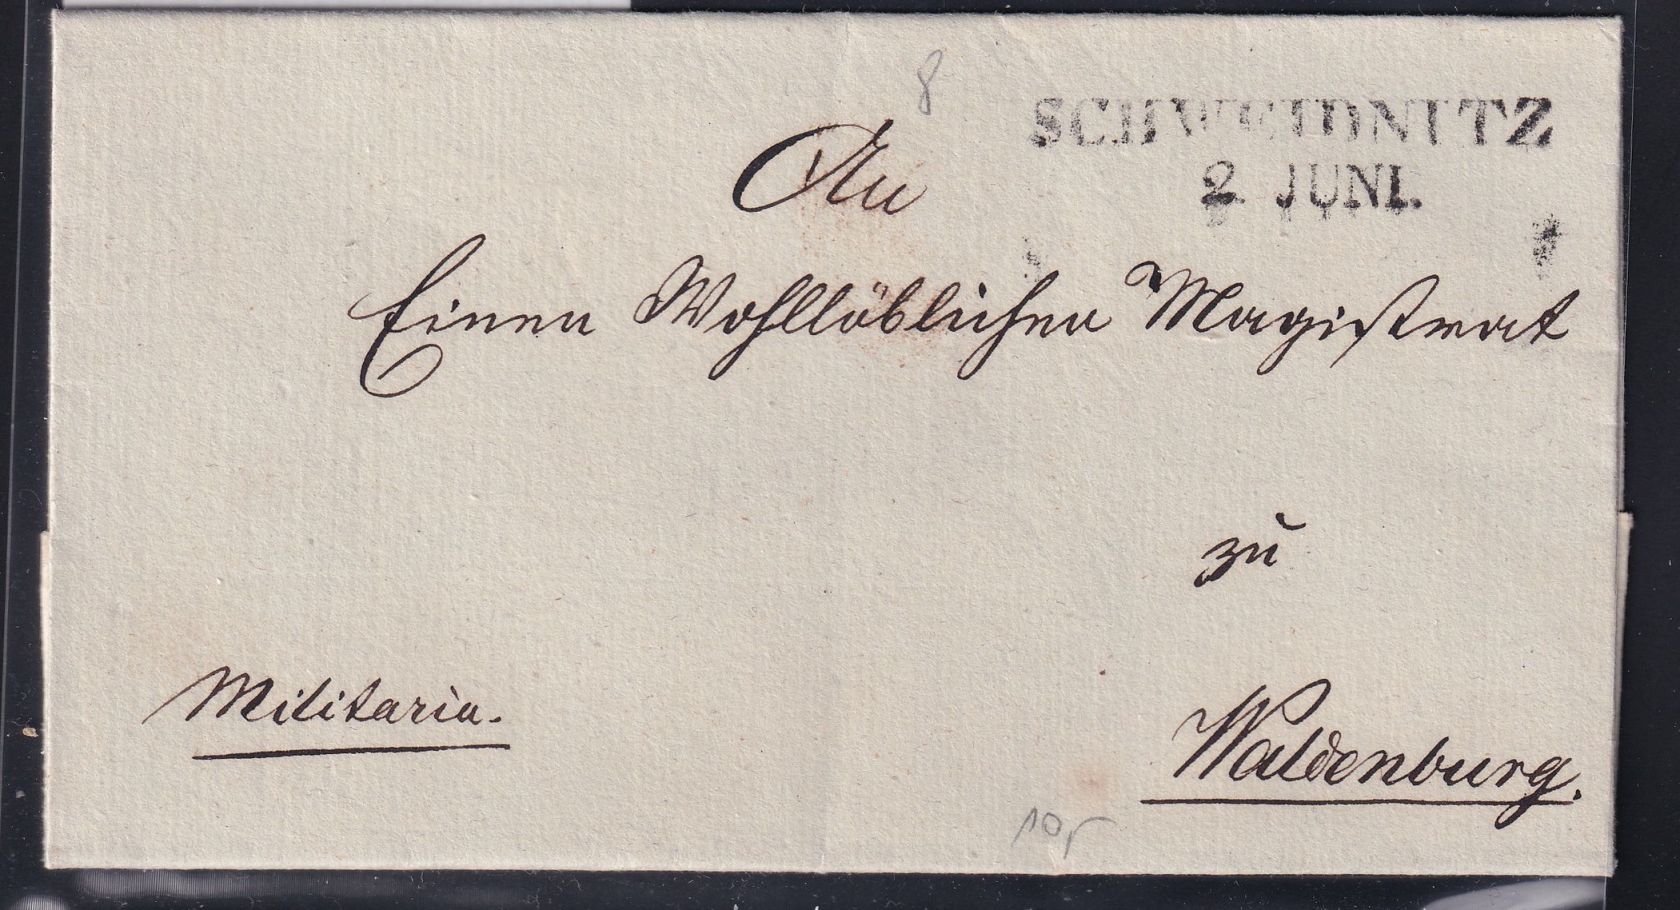 8
SCHWEIDNITZ
2 JUNI.
An
Einen Wohllöblichen Magistrat
zu
Militaria.
Waldenburg.